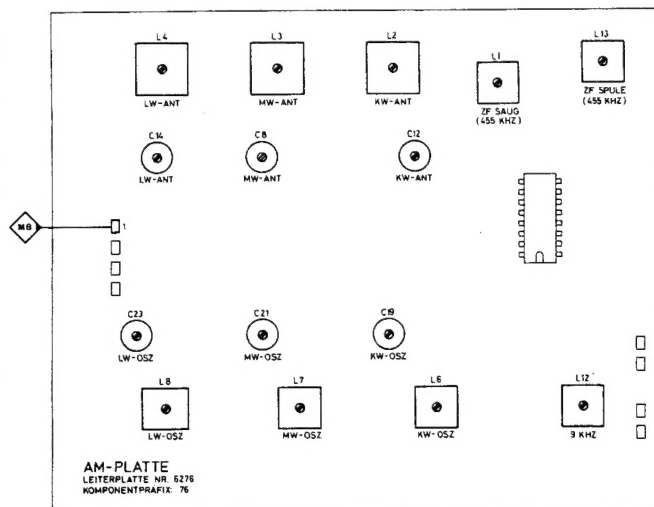 L4 L3 L2 L1 L13
LW-ANT MW-ANT KW-ANT ZF SAUG (455 KHZ) ZF SPULE (455 KHZ)
C14 C8 C12
LW-ANT MW-ANT KW-ANT
M8 1
C23 C21 C19
LW-OSZ MW-OSZ KW-OSZ
L8 L7 L6 L12
LW-OSZ MW-OSZ KW-OSZ 9 KHZ
AM-PLATTE
LEITERPLATTE NR. 6276
KOMPONENTPRÄFIX: 76